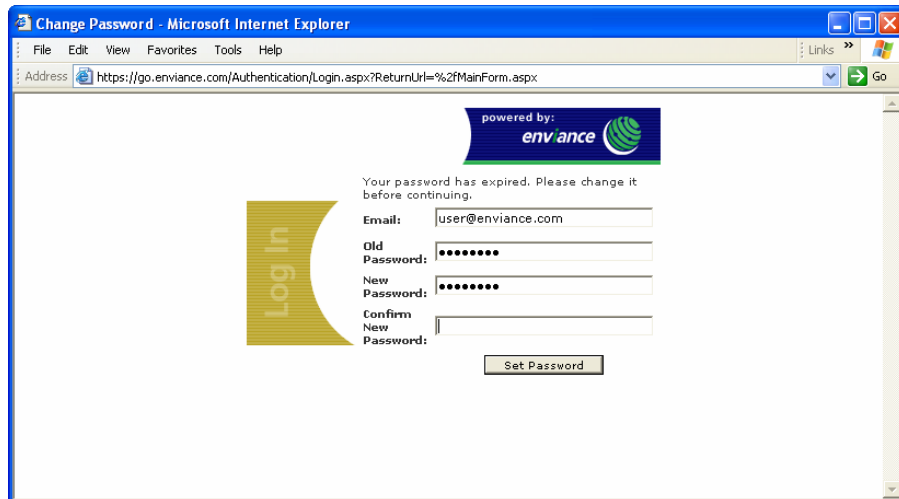 Change Password - Microsoft Internet Explorer
File Edit View Favorites Tools Help Links »
Address https://go.enviance.com/Authentication/Login.aspx?ReturnUrl=%2fMainForm.aspx Go
powered by:
enviance
Your password has expired. Please change it
before continuing.
Log In
Email: user@enviance.com
Old
Password: ••••••••
New
Password: ••••••••
Confirm
New
Password:
Set Password